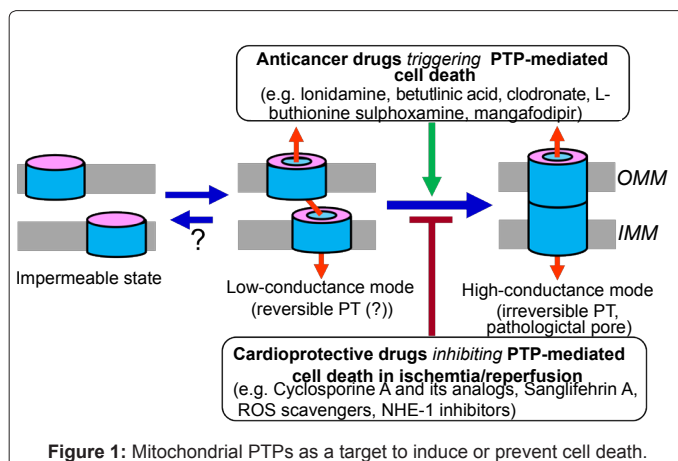 Anticancer drugs triggering PTP-mediated
cell death
(e.g. lonidamine, betutlinic acid, clodronate, L-
buthionine sulphoxamine, mangafodipir)
OMM
IMM
?
Impermeable state
Low-conductance mode
(reversible PT (?))
High-conductance mode
(irreversible PT,
pathologictal pore)
Cardioprotective drugs inhibiting PTP-mediated
cell death in ischemtia/reperfusion
(e.g. Cyclosporine A and its analogs, Sanglifehrin A,
ROS scavengers, NHE-1 inhibitors)
Figure 1: Mitochondrial PTPs as a target to induce or prevent cell death.